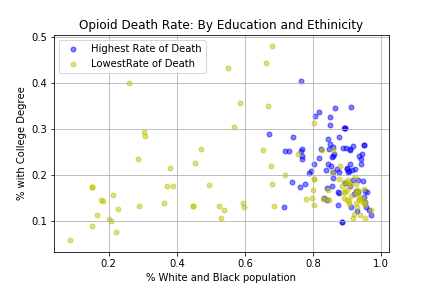 Opioid Death Rate: By Education and Ethinicity
Highest Rate of Death
LowestRate of Death
% with College Degree
0.5
0.4
0.3
0.2
0.1
0.2 0.4 0.6 0.8 1.0
% White and Black population